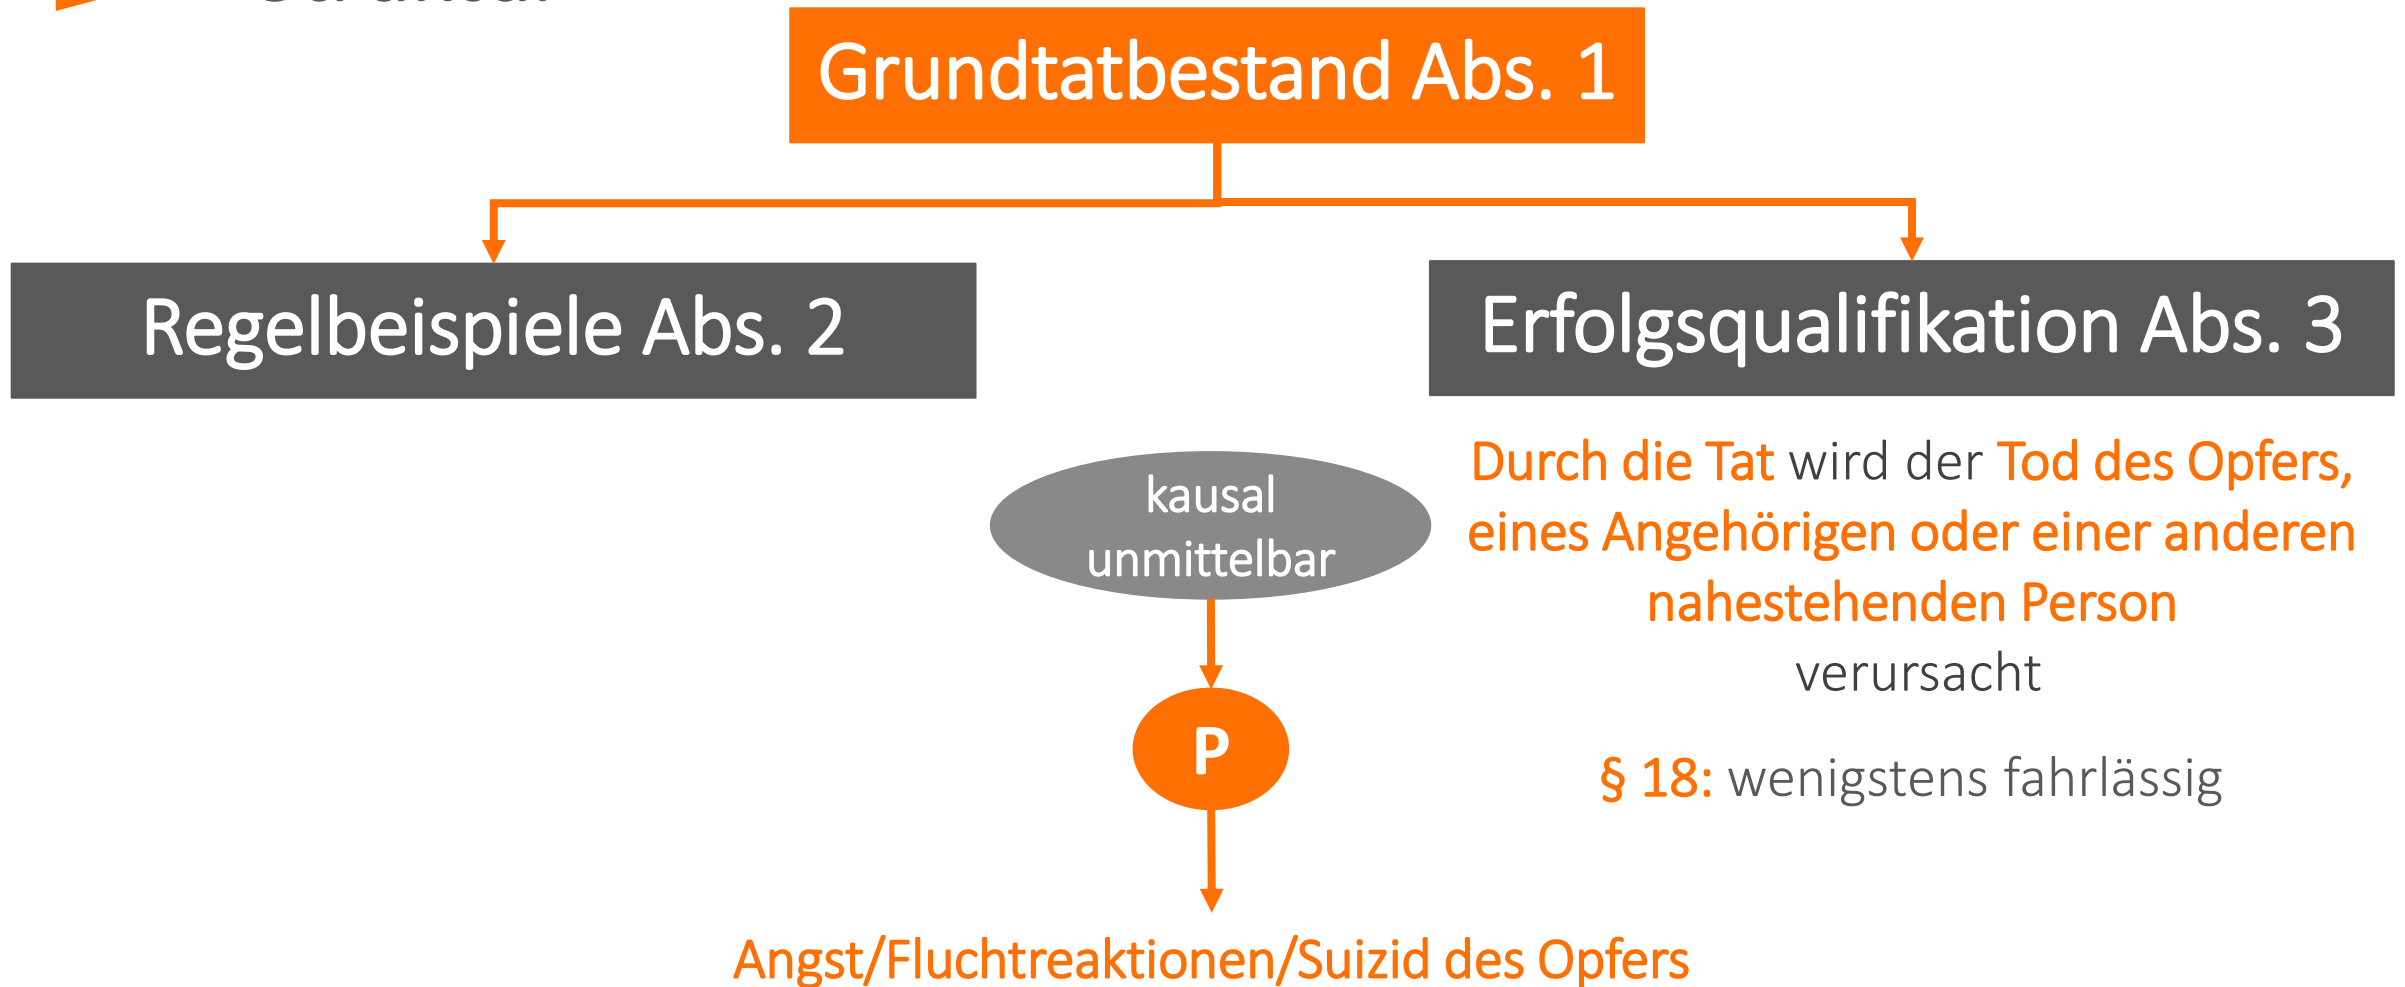 Grundtatbestand Abs. 1
Regelbeispiele Abs. 2
Erfolgsqualifikation Abs. 3
kausal
unmittelbar
Durch die Tat wird der Tod des Opfers,
eines Angehörigen oder einer anderen
nahestehenden Person
verursacht
§ 18: wenigstens fahrlässig
P
Angst/Fluchtreaktionen/Suizid des Opfers